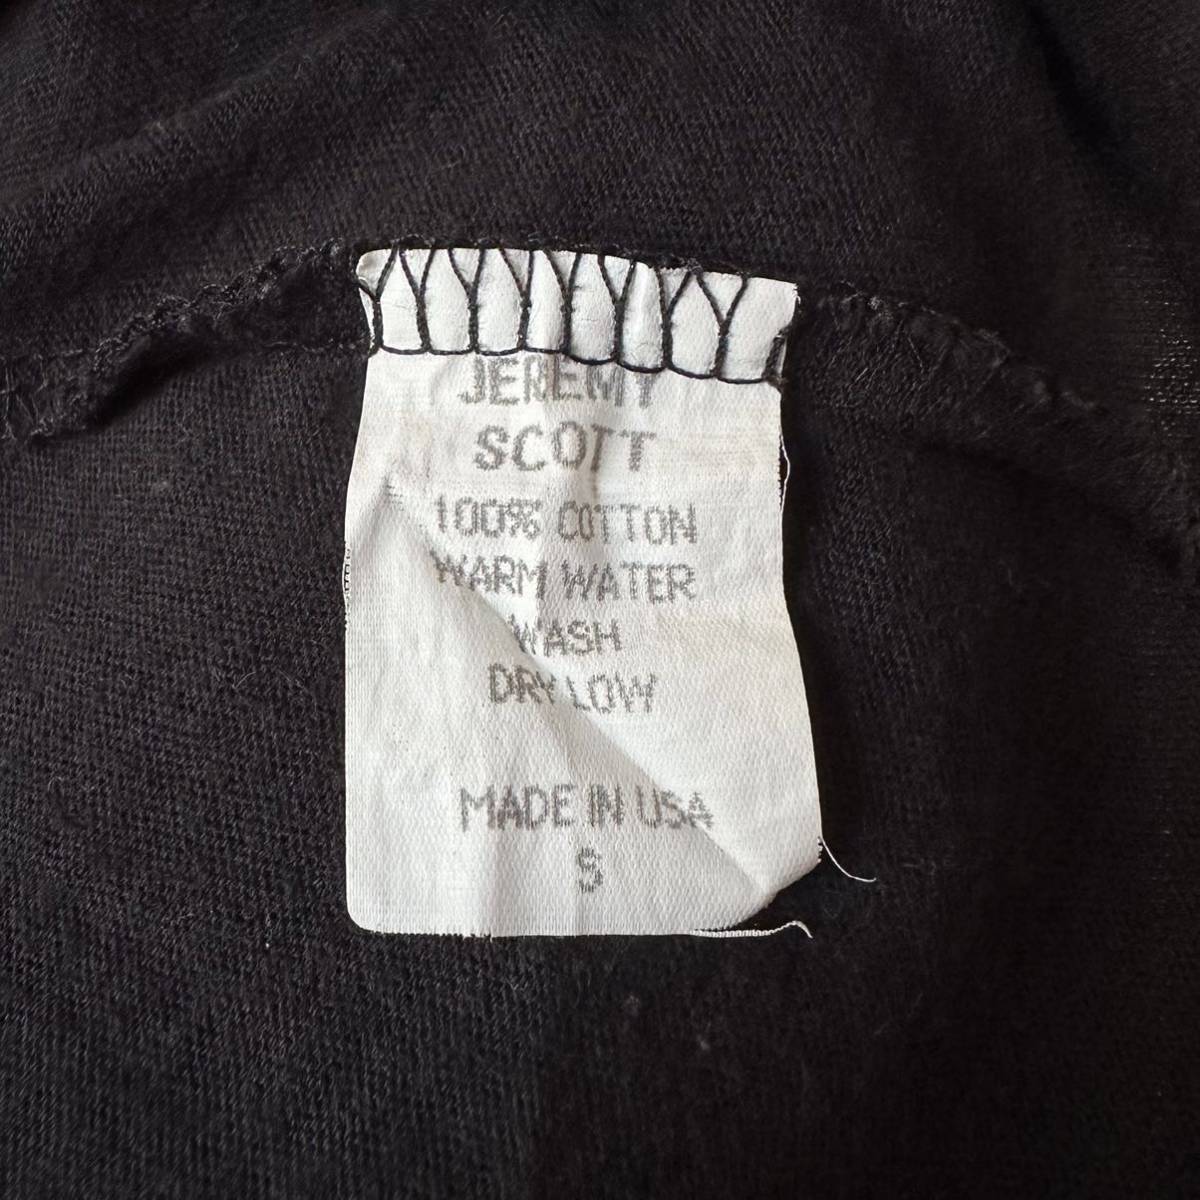 JEREMY
SCOTT
100% COTTON
WARM WATER
WASH
DRY LOW
MADE IN USA
S